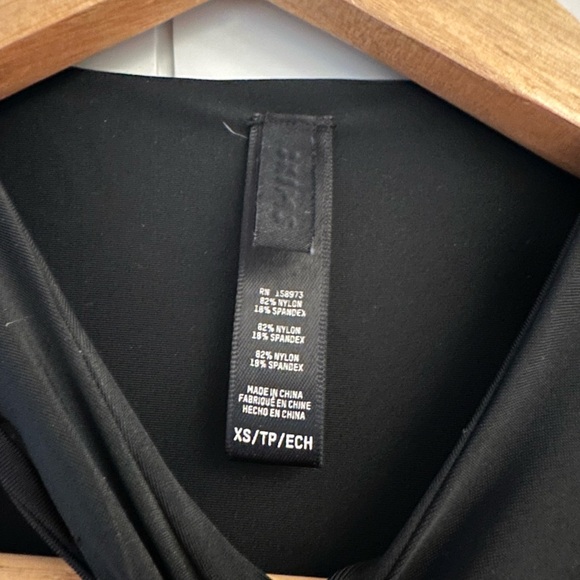 SKIMS
RN 158973
82% NYLON
18% SPANDEX
82% NYLON
18% SPANDEX
82% NYLON
18% SPANDEX
MADE IN CHINA
FABRIQUÉ EN CHINE
HECHO EN CHINA
XS/TP/ECH